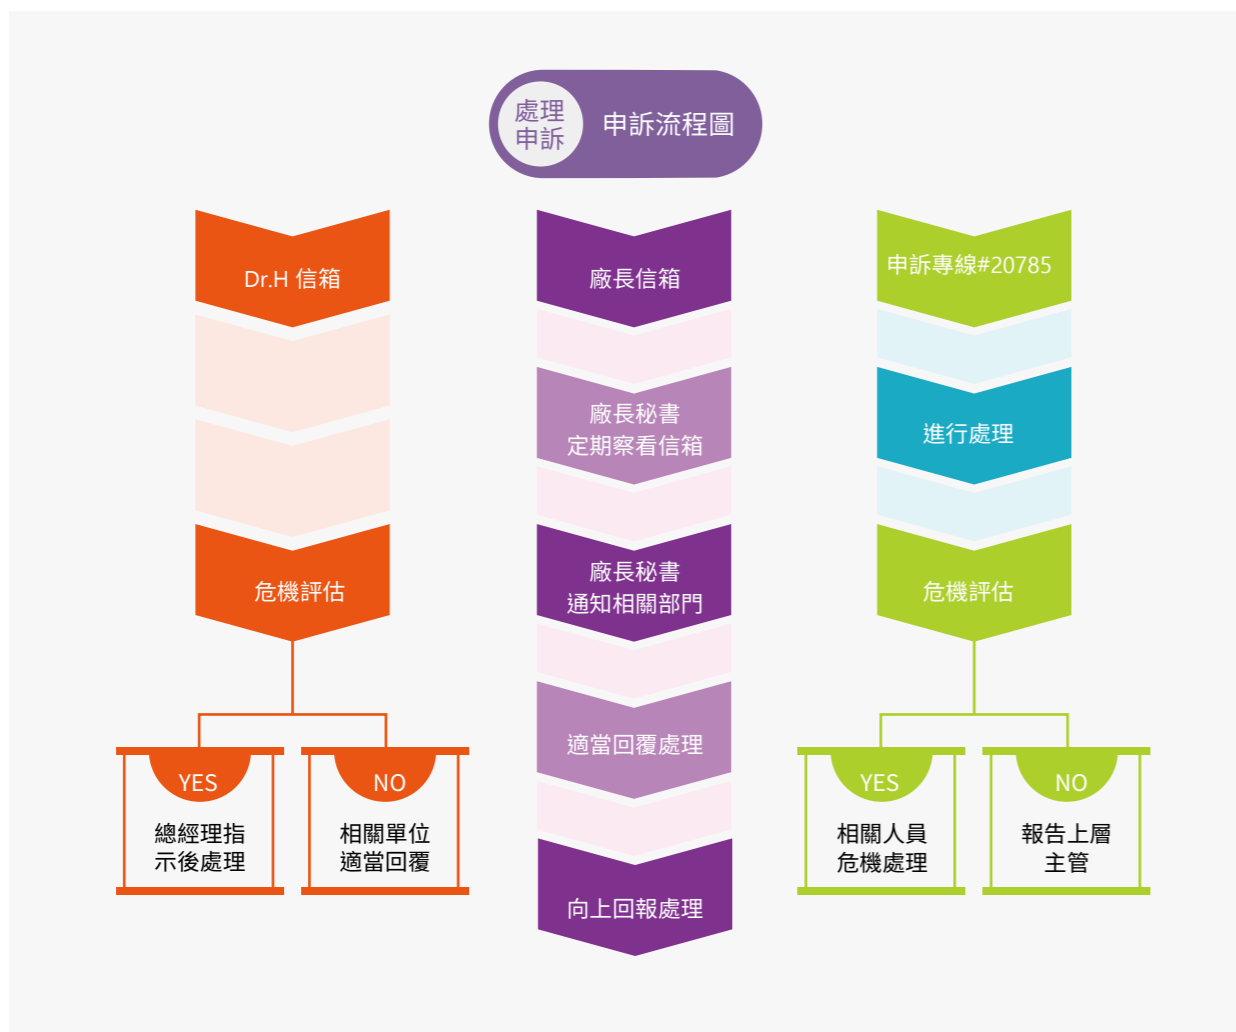 處理
申訴
申訴流程圖
Dr.H 信箱
危機評估
YES
總經理指
示後處理
NO
相關單位
適當回覆
廠長信箱
廠長秘書
定期察看信箱
廠長秘書
通知相關部門
適當回覆處理
向上回報處理
申訴專線#20785
進行處理
危機評估
YES
相關人員
危機處理
NO
報告上層
主管